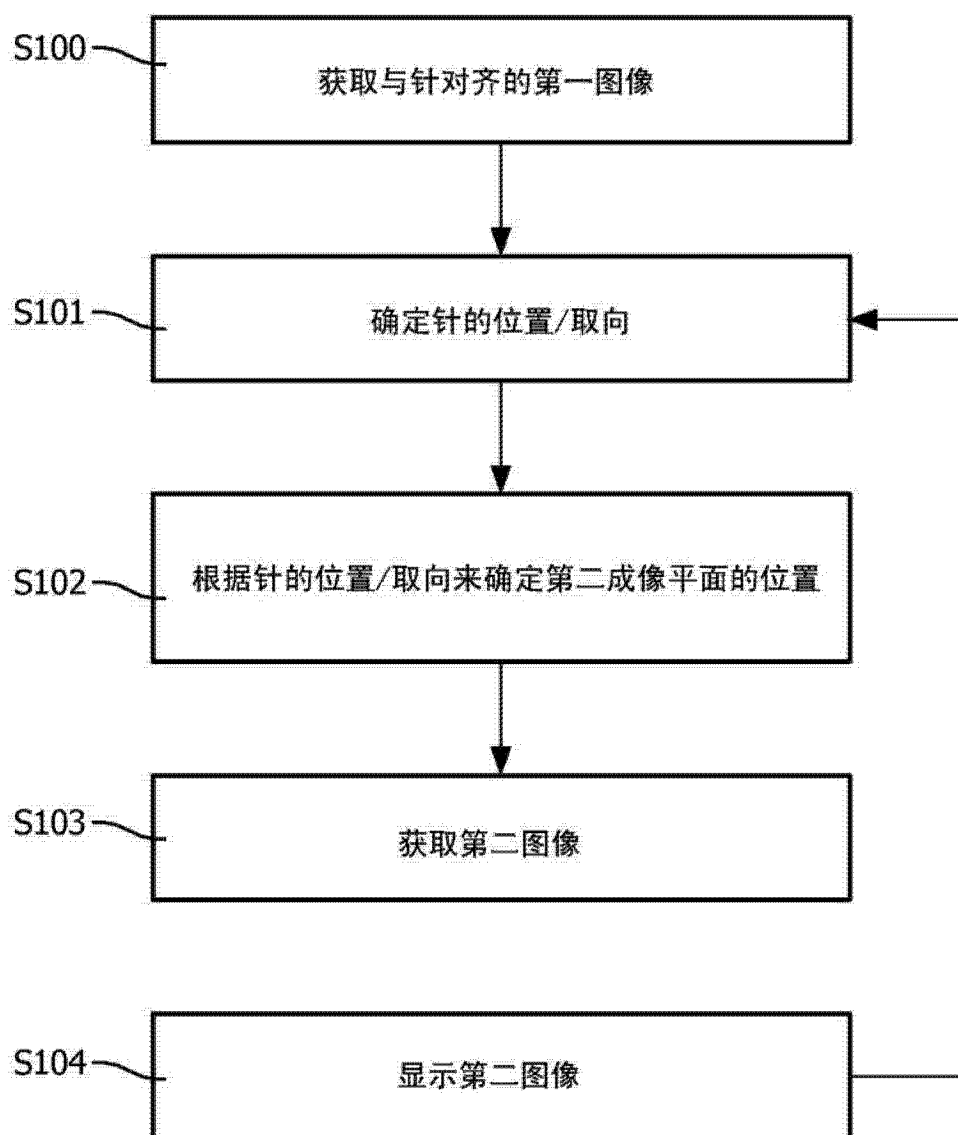 S100
获取与针对齐的第一图像
S101
确定针的位置/取向
S102
根据针的位置/取向来确定第二成像平面的位置
S103
获取第二图像
S104
显示第二图像